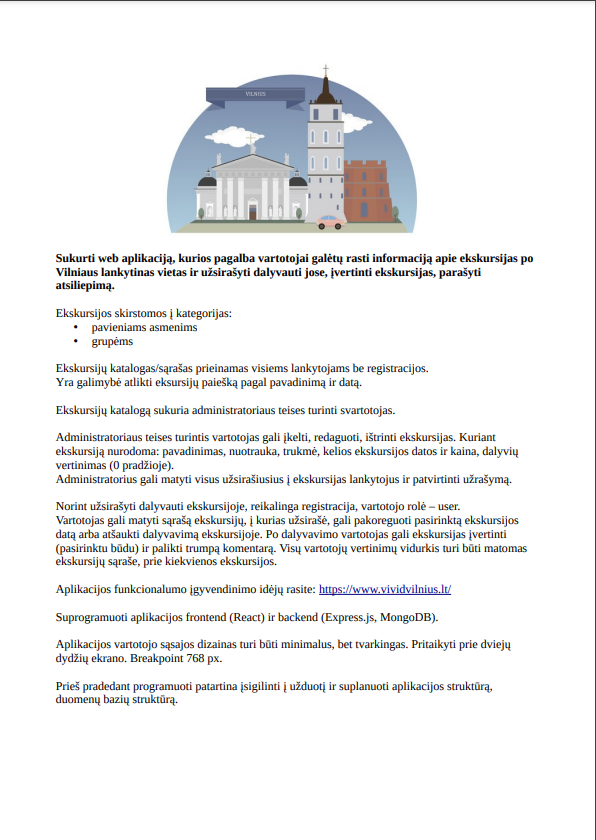 VILNIUS
Sukurti web aplikaciją, kurios pagalba vartotojai galėtų rasti informaciją apie ekskursijas po
Vilniaus lankytinas vietas ir užsirašyti dalyvauti jose, įvertinti ekskursijas, parašyti
atsiliepimą.
Ekskursijos skirstomos į kategorijas:
• pavieniams asmenims
• grupėms
Ekskursijų katalogas/sąrašas prieinamas visiems lankytojams be registracijos.
Yra galimybė atlikti eksursijų paiešką pagal pavadinimą ir datą.
Ekskursijų katalogą sukuria administratoriaus teises turinti svartotojas.
Administratoriaus teises turintis vartotojas gali įkelti, redaguoti, ištrinti ekskursijas. Kuriant
ekskursiją nurodoma: pavadinimas, nuotrauka, trukmė, kelios ekskursijos datos ir kaina, dalyvių
vertinimas (0 pradžioje).
Administratorius gali matyti visus užsirašiusius į ekskursijas lankytojus ir patvirtinti užrašymą.
Norint užsirašyti dalyvauti ekskursijoje, reikalinga registracija, vartotojo rolė – user.
Vartotojas gali matyti sąrašą ekskursijų, į kurias užsirašė, gali pakoreguoti pasirinktą ekskursijos
datą arba atšaukti dalyvavimą ekskursijoje. Po dalyvavimo vartotojas gali ekskursijas įvertinti
(pasirinktu būdu) ir palikti trumpą komentarą. Visų vartotojų vertinimų vidurkis turi būti matomas
ekskursijų sąraše, prie kiekvienos ekskursijos.
Aplikacijos funkcionalumo įgyvendinimo idėjų rasite: https://www.vividvilnius.lt/
Suprogramuoti aplikacijos frontend (React) ir backend (Express.js, MongoDB).
Aplikacijos vartotojo sąsajos dizainas turi būti minimalus, bet tvarkingas. Pritaikyti prie dviejų
dydžių ekrano. Breakpoint 768 px.
Prieš pradedant programuoti patartina įsigilinti į užduotį ir suplanuoti aplikacijos struktūrą,
duomenų bazių struktūrą.